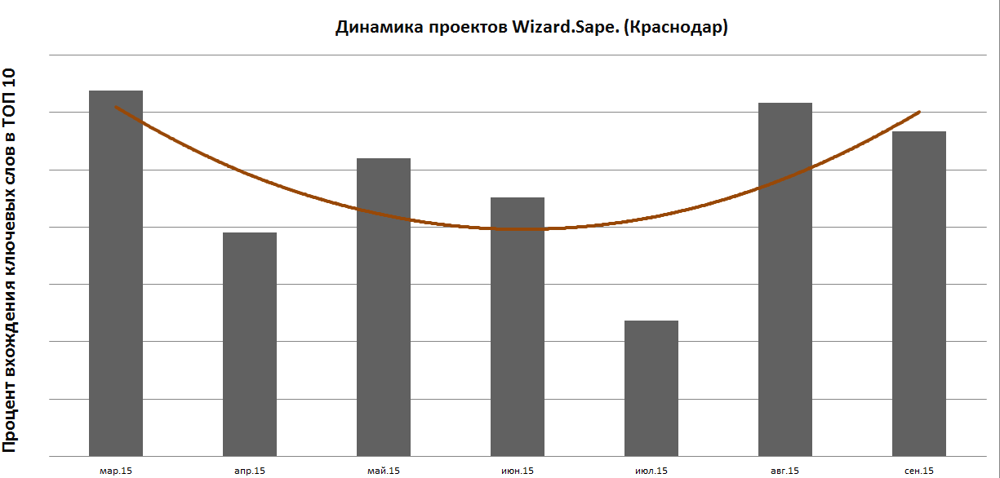 Динамика проектов Wizard.Sape. (Краснодар)
Процент вхождения ключевых слов в ТОП 10
мар.15 апр.15 май.15 июн.15 июл.15 авг.15 сен.15